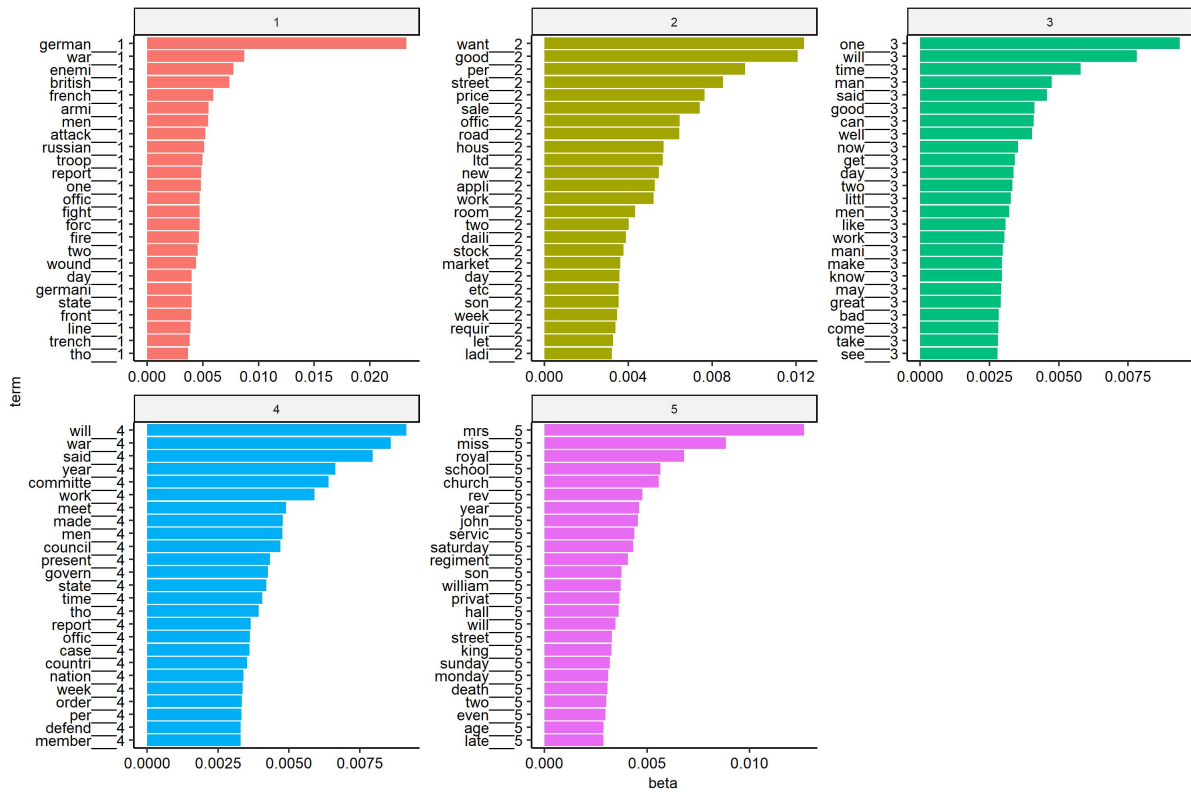 1
german___1
war___1
enemi___1
british___1
french___1
armi___1
men___1
attack___1
russian___1
troop___1
report___1
one___1
offic___1
fight___1
forc___1
fire___1
two___1
wound___1
day___1
germani___1
state___1
front___1
line___1
trench___1
tho___1
0.000 0.005 0.010 0.015 0.020
2
want___2
good___2
per___2
street___2
price___2
sale___2
offic___2
road___2
hous___2
ltd___2
new___2
appli___2
work___2
room___2
two___2
daili___2
stock___2
market___2
day___2
etc___2
son___2
week___2
requir___2
let___2
ladi___2
0.000 0.004 0.008 0.012
3
one___3
will___3
time___3
man___3
said___3
good___3
can___3
well___3
now___3
get___3
day___3
two___3
littl___3
men___3
like___3
work___3
mani___3
make___3
know___3
may___3
great___3
bad___3
come___3
take___3
see___3
0.0000 0.0025 0.0050 0.0075
term
4
will___4
war___4
said___4
year___4
committe___4
work___4
meet___4
made___4
men___4
council___4
present___4
govern___4
state___4
time___4
tho___4
report___4
offic___4
case___4
countri___4
nation___4
week___4
order___4
per___4
defend___4
member___4
0.0000 0.0025 0.0050 0.0075
5
mrs___5
miss___5
royal___5
school___5
church___5
rev___5
year___5
john___5
servic___5
saturday___5
regiment___5
son___5
william___5
privat___5
hall___5
will___5
street___5
king___5
sunday___5
monday___5
death___5
two___5
even___5
age___5
late___5
0.000 0.005 0.010
beta